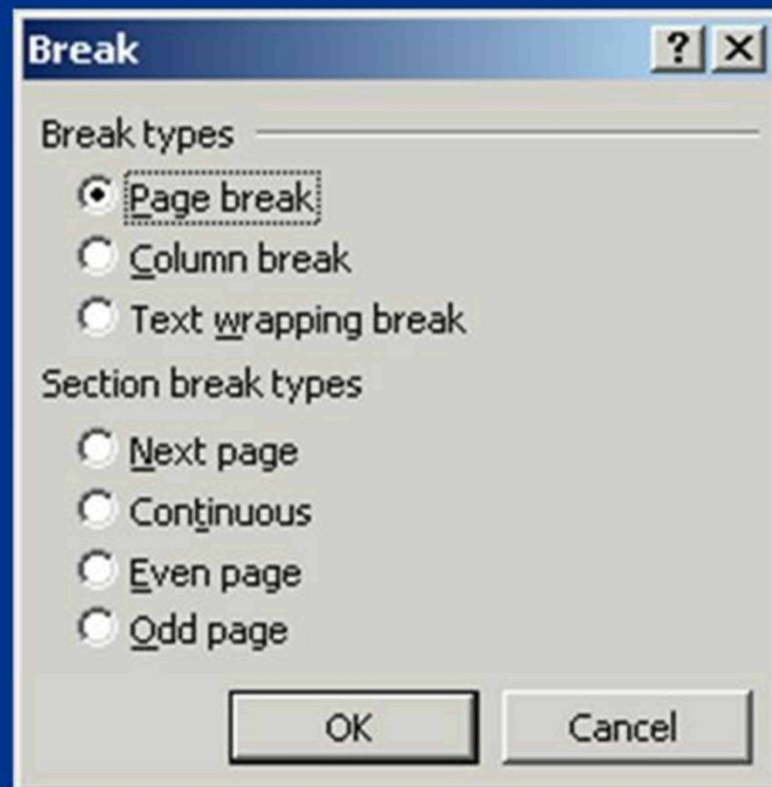 Break
Break types
Page break
Column break
Text wrapping break
Section break types
Next page
Continuous
Even page
Odd page
OK Cancel